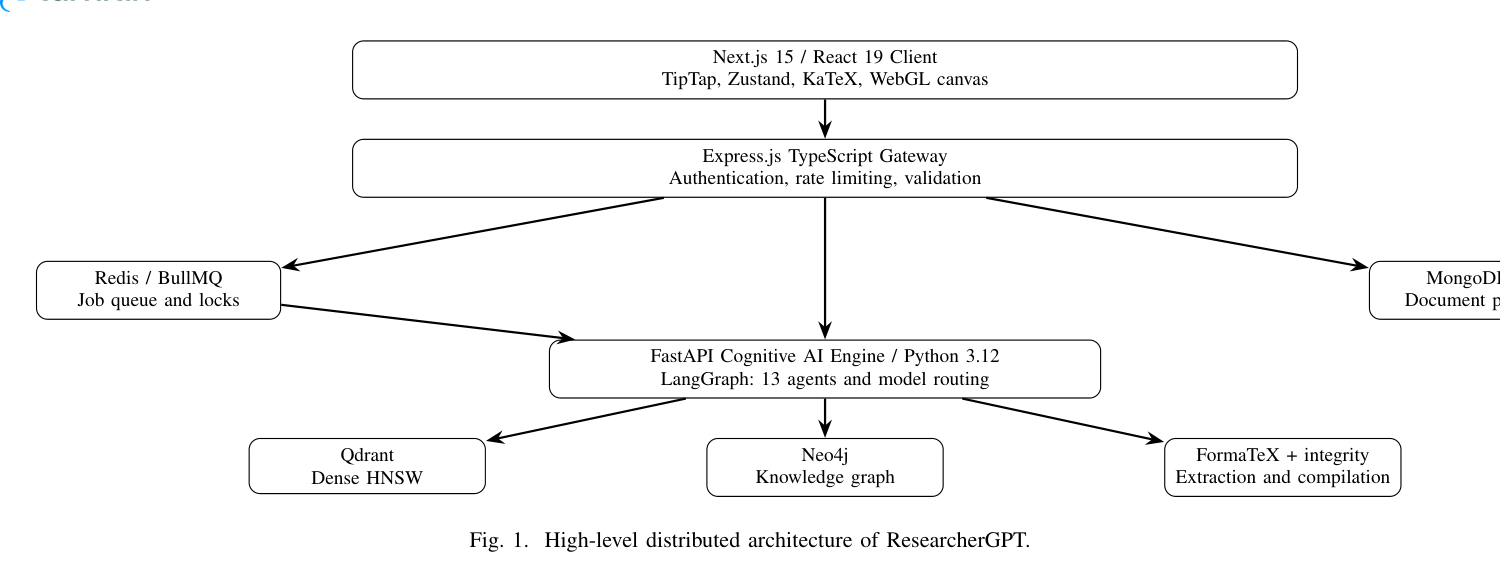 Next.js 15 / React 19 Client
TipTap, Zustand, KaTeX, WebGL canvas
Express.js TypeScript Gateway
Authentication, rate limiting, validation
Redis / BullMQ
Job queue and locks
Document
FastAPI Cognitive AI Engine / Python 3.12
LangGraph: 13 agents and model routing
Qdrant
Dense HNSW
Neo4j
Knowledge graph
FormaTeX + integrity
Extraction and compilation
Fig. 1. High-level distributed architecture of ResearcherGPT.